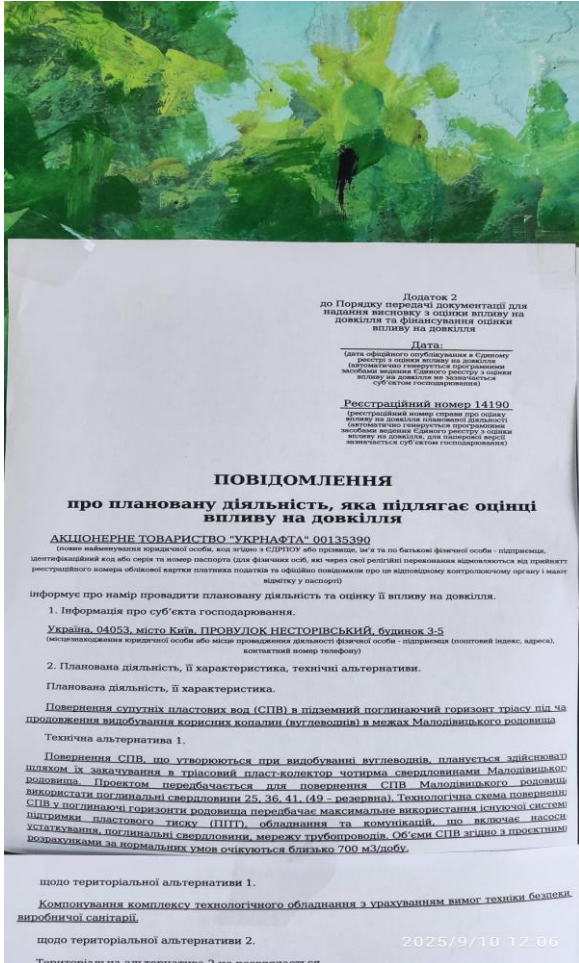 Додаток 2
до Порядку передачі документації для
надання висновку з оцінки впливу на
довкілля та фінансування оцінки
впливу на довкілля
Дата:
(дата офіційного опублікування в Єдиному
реєстрі з оцінки впливу на довкілля
(автоматично генерується програмними
засобами ведення Єдиного реєстру з оцінки
впливу на довкілля не зазначається
суб'єктом господарювання)
Реєстраційний номер 14190
(реєстраційний номер справи про оцінку
впливу на довкілля планованої діяльності
(автоматично генерується програмними
засобами ведення Єдиного реєстру з оцінки
впливу на довкілля, для паперової версії
зазначається суб'єктом господарювання)
ПОВІДОМЛЕННЯ
про плановану діяльність, яка підлягає оцінці
впливу на довкілля
АКЦІОНЕРНЕ ТОВАРИСТВО "УКРНАФТА" 00135390
(повне найменування юридичної особи, код згідно з ЄДРПОУ або прізвище, ім'я та по батькові фізичної особи - підприємця,
ідентифікаційний код або серія та номер паспорта (для фізичних осіб, які через свої релігійні переконання відмовляються від прийнятт
реєстраційного номера облікової картки платника податків та офіційно повідомили про це відповідному контролюючому органу і мают
відмітку у паспорті)
інформує про намір провадити плановану діяльність та оцінку її впливу на довкілля.
1. Інформація про суб'єкта господарювання.
Україна, 04053, місто Київ, ПРОВУЛОК НЕСТОРІВСЬКИЙ, будинок 3-5
(місцезнаходження юридичної особи або місце провадження діяльності фізичної особи - підприємця (поштовий індекс, адреса),
контактний номер телефону)
2. Планована діяльність, її характеристика, технічні альтернативи.
Планована діяльність, її характеристика.
Повернення супутніх пластових вод (СПВ) в підземний поглинаючий горизонт тріасу під ча
продовження видобування корисних копалин (вуглеводнів) в межах Малодівицького родовища
Технічна альтернатива 1.
Повернення СПВ, що утворюються при видобуванні вуглеводнів, планується здійснюват
шляхом їх закачування в тріасовий пласт-колектор чотирма свердловинами Малодівицьког
родовища. Проектом передбачається для повернення СПВ Малодівицького родовищ
використати поглинальні свердловини 25, 36, 41, (49 – резервна). Технологічна схема поверненн
СПВ у поглинаючі горизонти родовища передбачає максимальне використання існуючої систем
підтримки пластового тиску (ППТ), обладнання та комунікацій, що включає насосн
устаткування, поглинальні свердловини, мережу трубопроводів. Об'єми СПВ згідно з проєктним
розрахунками за нормальних умов очікуються близько 700 м3/добу.
щодо територіальної альтернативи 1.
Компонування комплексу технологічного обладнання з урахуванням вимог техніки безпеки,
виробничої санітарії.
щодо територіальної альтернативи 2.
2025/9/10 12:06
Територіальна альтернатива 2 не розглядається